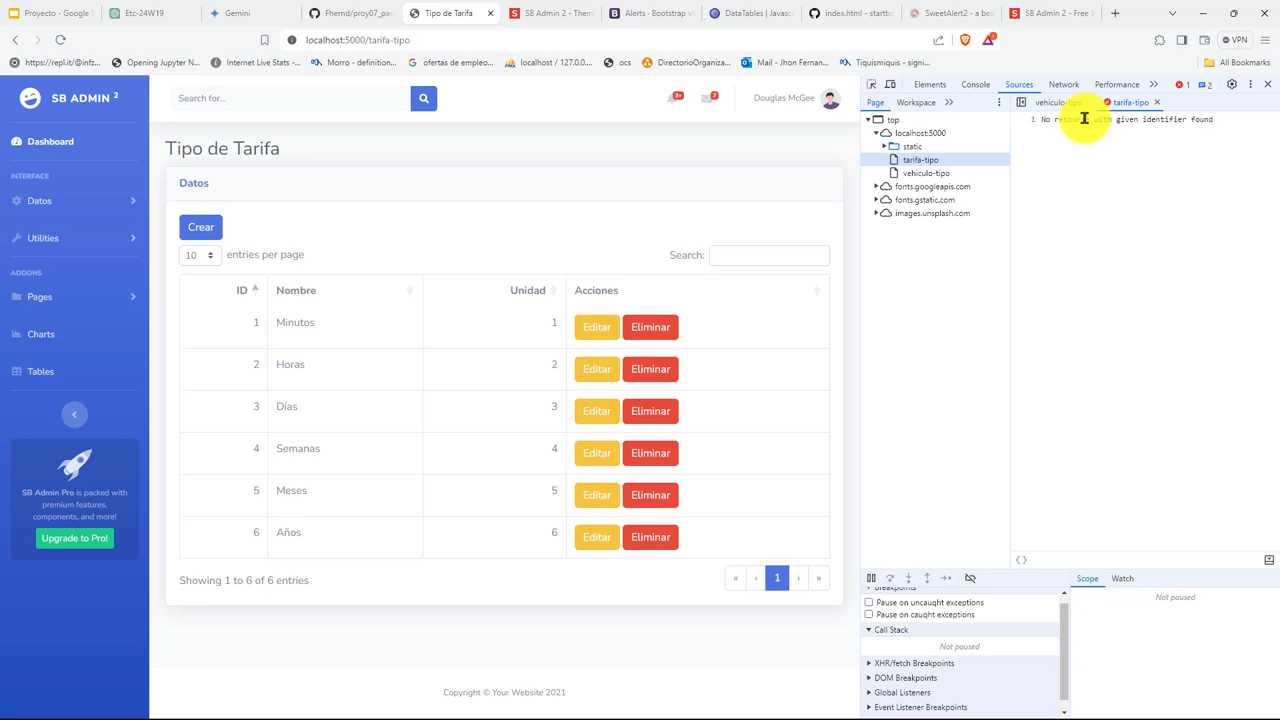 Proyecto - Google S
Etc-24W19
Gemini
Fhernd/proy07_par
Tipo de Tarifa
SB Admin 2 - Them
Alerts · Bootstrap v
DataTables | Javasc
index.html - startbo
SweetAlert2 - a bea
SB Admin 2 - Free B
localhost:5000/tarifa-tipo
VPN
https://repl.it/@infz...
Opening Jupyter N...
Internet Live Stats -...
Morro - definition...
ofertas de empleo...
localhost / 127.0.0...
ocs
DirectorioOrganiza...
Mail - Jhon Fernan...
Tiquismiquis - signi...
All Bookmarks
SB ADMIN 2
Dashboard
INTERFACE
Datos
Utilities
ADDONS
Pages
Charts
Tables
SB Admin Pro is packed with
premium features,
components, and more!
Upgrade to Pro!
Search for...
3+
7
Douglas McGee
Tipo de Tarifa
Datos
Crear
10 entries per page
Search:
ID Nombre Unidad Acciones
1 Minutos 1 Editar Eliminar
2 Horas 2 Editar Eliminar
3 Días 3 Editar Eliminar
4 Semanas 4 Editar Eliminar
5 Meses 5 Editar Eliminar
6 Años 6 Editar Eliminar
Showing 1 to 6 of 6 entries
« ‹ 1 › »
Copyright © Your Website 2021
Elements Console Sources Network Performance » 1 2
Page Workspace »
top
localhost:5000
static
tarifa-tipo
vehiculo-tipo
fonts.googleapis.com
fonts.gstatic.com
images.unsplash.com
vehiculo-tipo tarifa-tipo
1 No resource with given identifier found
{}
Breakpoints
Pause on uncaught exceptions
Pause on caught exceptions
Call Stack
Not paused
XHR/fetch Breakpoints
DOM Breakpoints
Global Listeners
Event Listener Breakpoints
Scope Watch
Not paused